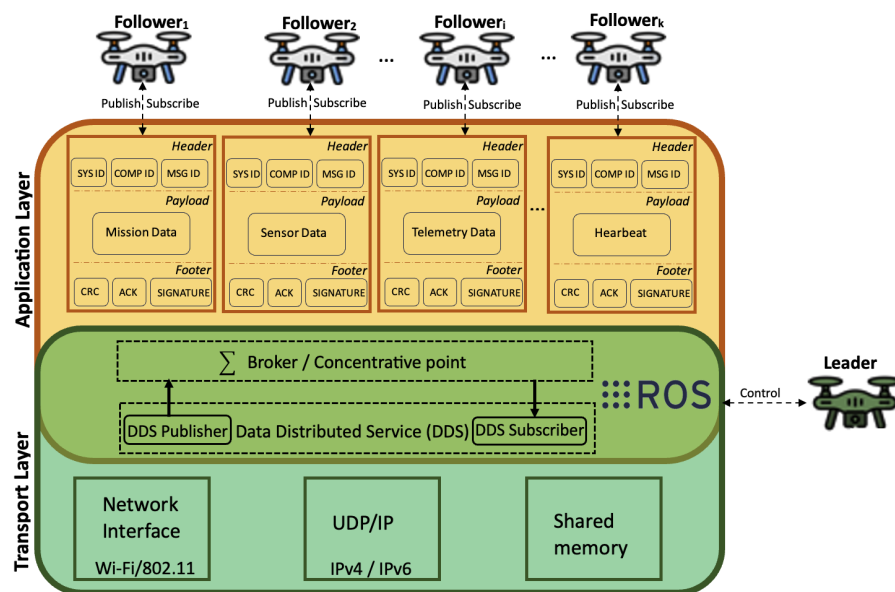 Follower1
Follower2
...
Followeri
...
Followerk
Publish Subscribe
Publish Subscribe
Publish Subscribe
Publish Subscribe
Application Layer
Header
SYS ID COMP ID MSG ID
Payload
Mission Data
Footer
CRC ACK SIGNATURE
Header
SYS ID COMP ID MSG ID
Payload
Sensor Data
Footer
CRC ACK SIGNATURE
Header
SYS ID COMP ID MSG ID
Payload
Telemetry Data
Footer
CRC ACK SIGNATURE
...
Header
SYS ID COMP ID MSG ID
Payload
Hearbeat
Footer
CRC ACK SIGNATURE
∑ Broker / Concentrative point
ROS
DDS Publisher Data Distributed Service (DDS) DDS Subscriber
Control
Leader
Transport Layer
Network
Interface
Wi-Fi/802.11
UDP/IP
IPv4 / IPv6
Shared
memory